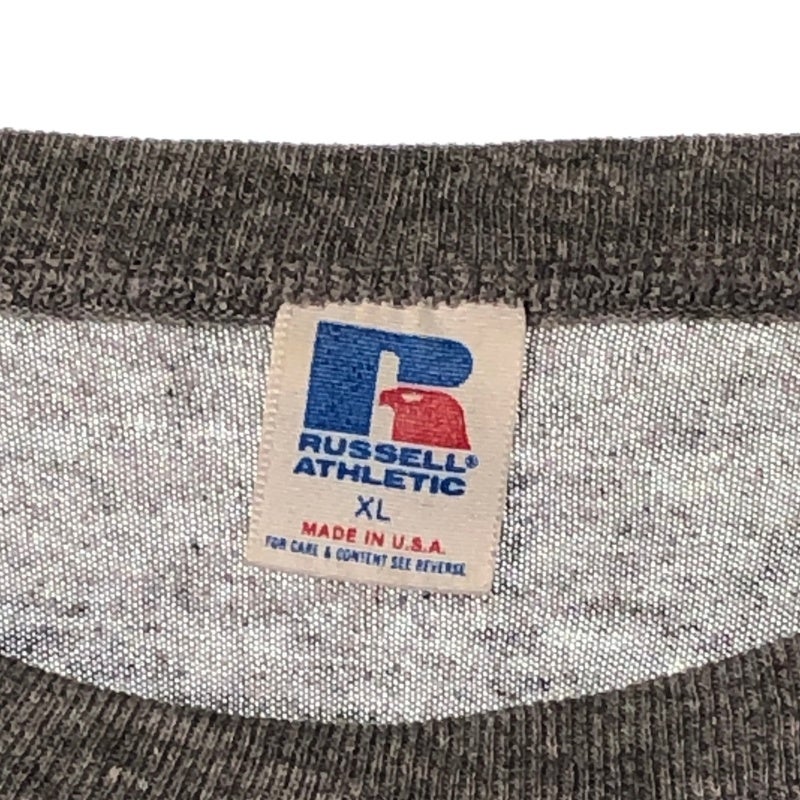 RUSSELL®
ATHLETIC
XL
MADE IN U.S.A.
FOR CARE & CONTENT SEE REVERSE